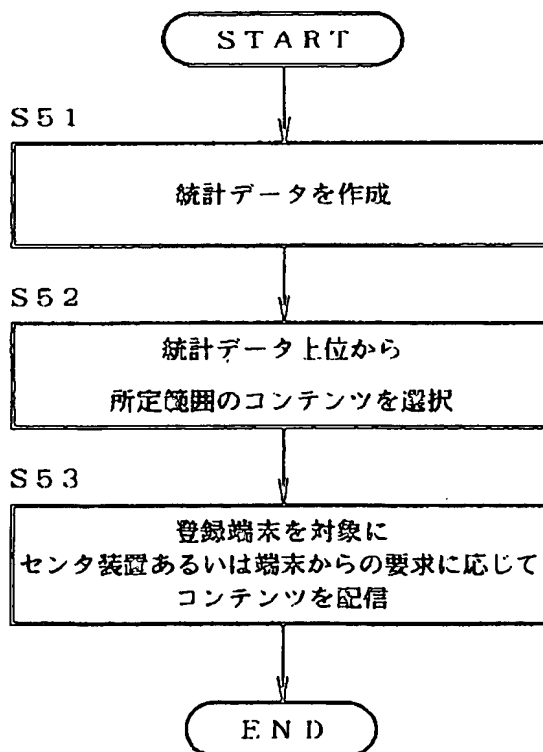 START
S51
統計データを作成
S52
統計データ上位から
所定範囲のコンテンツを選択
S53
登録端末を対象に
センタ装置あるいは端末からの要求に応じて
コンテンツを配信
END